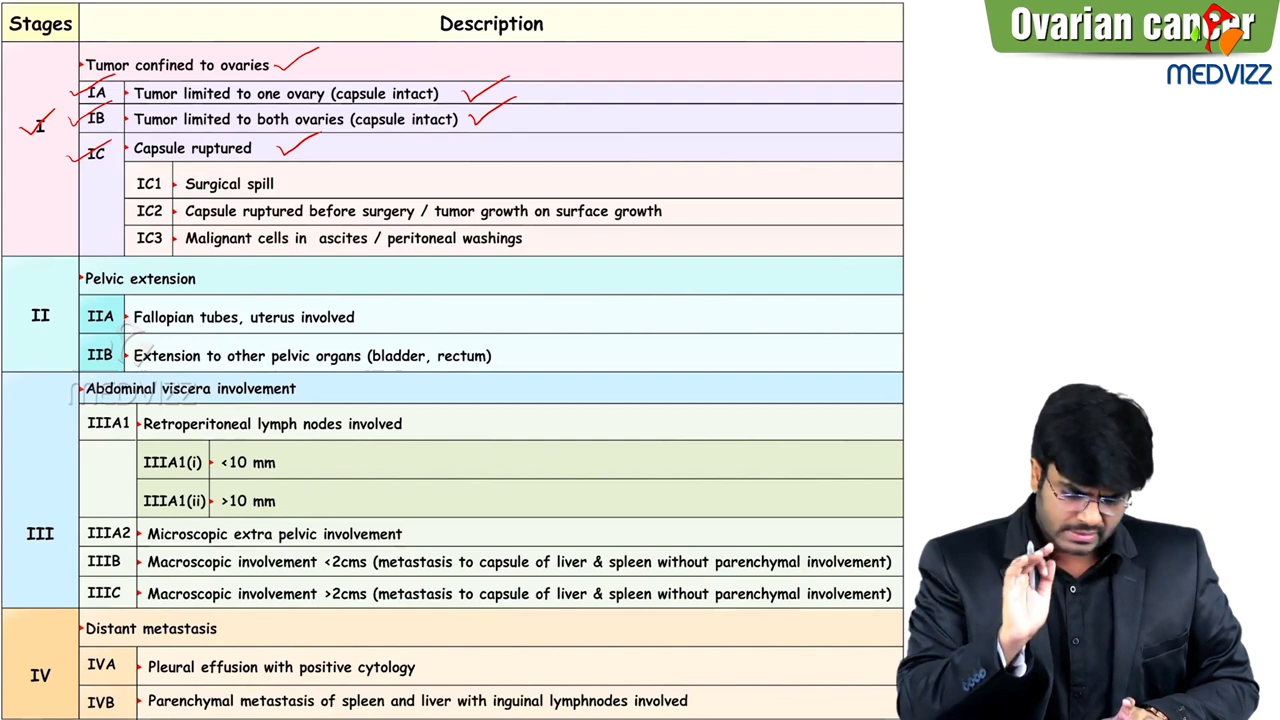 Stages Description
Ovarian cancer
MEDVIZZ
I
Tumor confined to ovaries
IA Tumor limited to one ovary (capsule intact)
IB Tumor limited to both ovaries (capsule intact)
IC Capsule ruptured
IC1 Surgical spill
IC2 Capsule ruptured before surgery / tumor growth on surface growth
IC3 Malignant cells in ascites / peritoneal washings
II
Pelvic extension
IIA Fallopian tubes, uterus involved
IIB Extension to other pelvic organs (bladder, rectum)
MEDVIZZ
III
Abdominal viscera involvement
IIIA1 Retroperitoneal lymph nodes involved
IIIA1(i) <10 mm
IIIA1(ii) >10 mm
IIIA2 Microscopic extra pelvic involvement
IIIB Macroscopic involvement <2cms (metastasis to capsule of liver & spleen without parenchymal involvement)
IIIC Macroscopic involvement >2cms (metastasis to capsule of liver & spleen without parenchymal involvement)
IV
Distant metastasis
IVA Pleural effusion with positive cytology
IVB Parenchymal metastasis of spleen and liver with inguinal lymphnodes involved